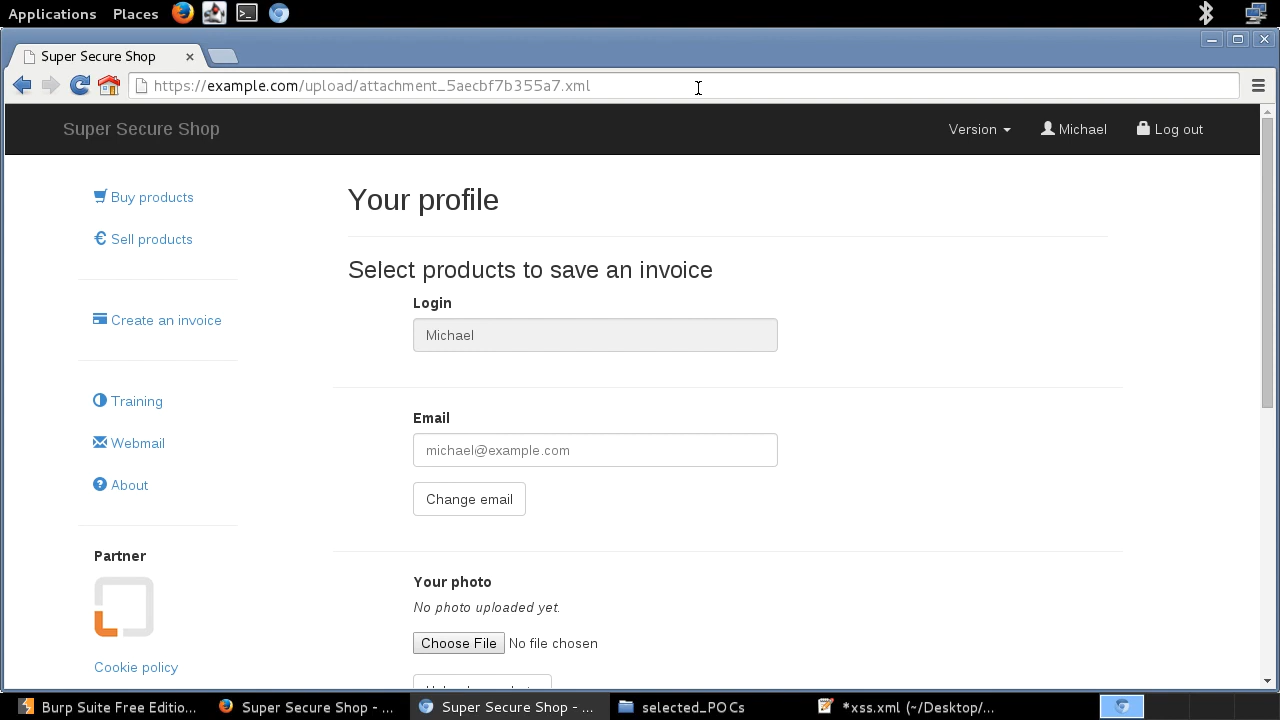 Applications Places
Super Secure Shop
https://example.com/upload/attachment_5aecbf7b355a7.xml
Super Secure Shop
Version
Michael
Log out
Buy products
Sell products
Create an invoice
Training
Webmail
About
Partner
Cookie policy
Your profile
Select products to save an invoice
Login
Michael
Email
michael@example.com
Change email
Your photo
No photo uploaded yet.
Choose File No file chosen
Burp Suite Free Editio...
Super Secure Shop - ...
Super Secure Shop - ...
selected_POCs
*xss.xml (~/Desktop/...